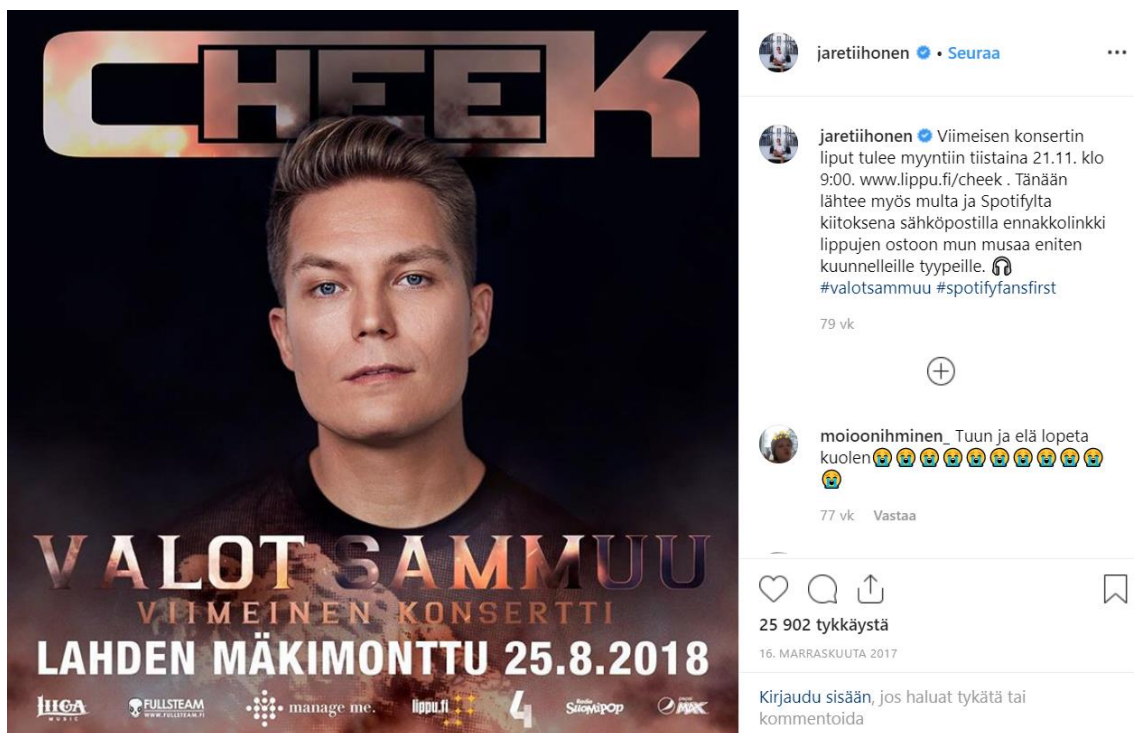 CHEEK
VALOT SAMMUU
VIIMEINEN KONSERTTI
LAHDEN MÄKIMONTTU 25.8.2018
LIIGA
MUSIC
FULLSTEAM
WWW.FULLSTEAM.FI
manage me.
lippu.fi
4
Radio
SuomiPOP
PEPSI
MAX
jaretiihonen • Seuraa
jaretiihonen Viimeisen konsertin
liput tulee myyntiin tiistaina 21.11. klo
9:00. www.lippu.fi/cheek . Tänään
lähtee myös multa ja Spotifylta
kiitoksena sähköpostilla ennakkolinkki
lippujen ostoon mun musaa eniten
kuunnelleille tyypeille. 🎧
#valotsammuu #spotifyfansfirst
79 vk
moioonihminen_ Tuun ja elä lopeta
kuolen😭😭😭😭😭😭😭😭😭😭
😭
77 vk Vastaa
25 902 tykkäystä
16. MARRASKUUTA 2017
Kirjaudu sisään, jos haluat tykätä tai
kommentoida